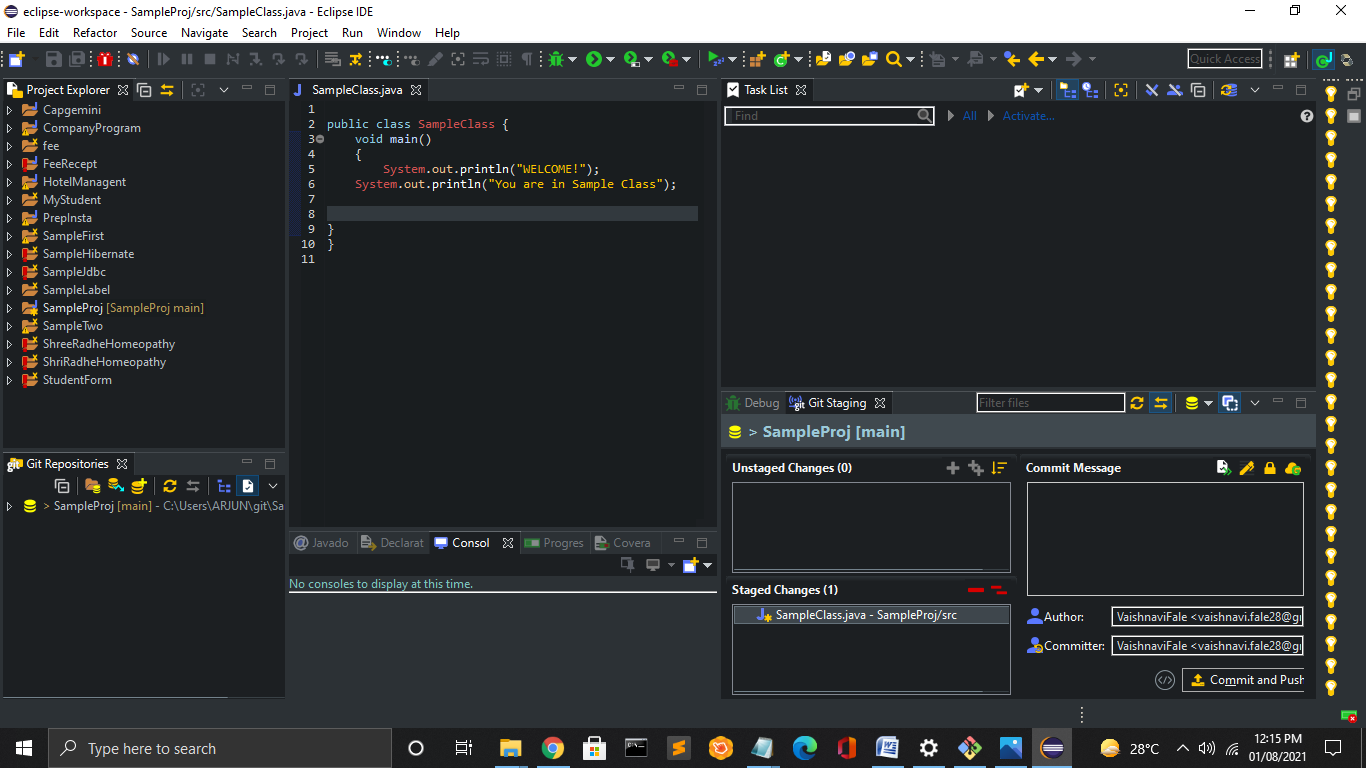 eclipse-workspace - SampleProj/src/SampleClass.java - Eclipse IDE
File Edit Refactor Source Navigate Search Project Run Window Help
Quick Access
Project Explorer
Capgemini
CompanyProgram
fee
FeeRecept
HotelManagent
MyStudent
PrepInsta
SampleFirst
SampleHibernate
SampleJdbc
SampleLabel
SampleProj [SampleProj main]
SampleTwo
ShreeRadheHomeopathy
ShriRadheHomeopathy
StudentForm
Git Repositories
> SampleProj [main] - C:\Users\ARJUN\git\Sa
SampleClass.java
1
2 public class SampleClass {
3 void main()
4 {
5 System.out.println("WELCOME!");
6 System.out.println("You are in Sample Class");
7
8
9 }
10 }
11
@ Javado Declarat Consol Progres Covera
No consoles to display at this time.
Task List
Find All Activate...
Debug Git Staging Filter files
> SampleProj [main]
Unstaged Changes (0)
Staged Changes (1)
SampleClass.java - SampleProj/src
Commit Message
Author: VaishnaviFale <vaishnavi.fale28@g
Committer: VaishnaviFale <vaishnavi.fale28@g
Commit and Push
Type here to search
28°C
12:15 PM
01/08/2021